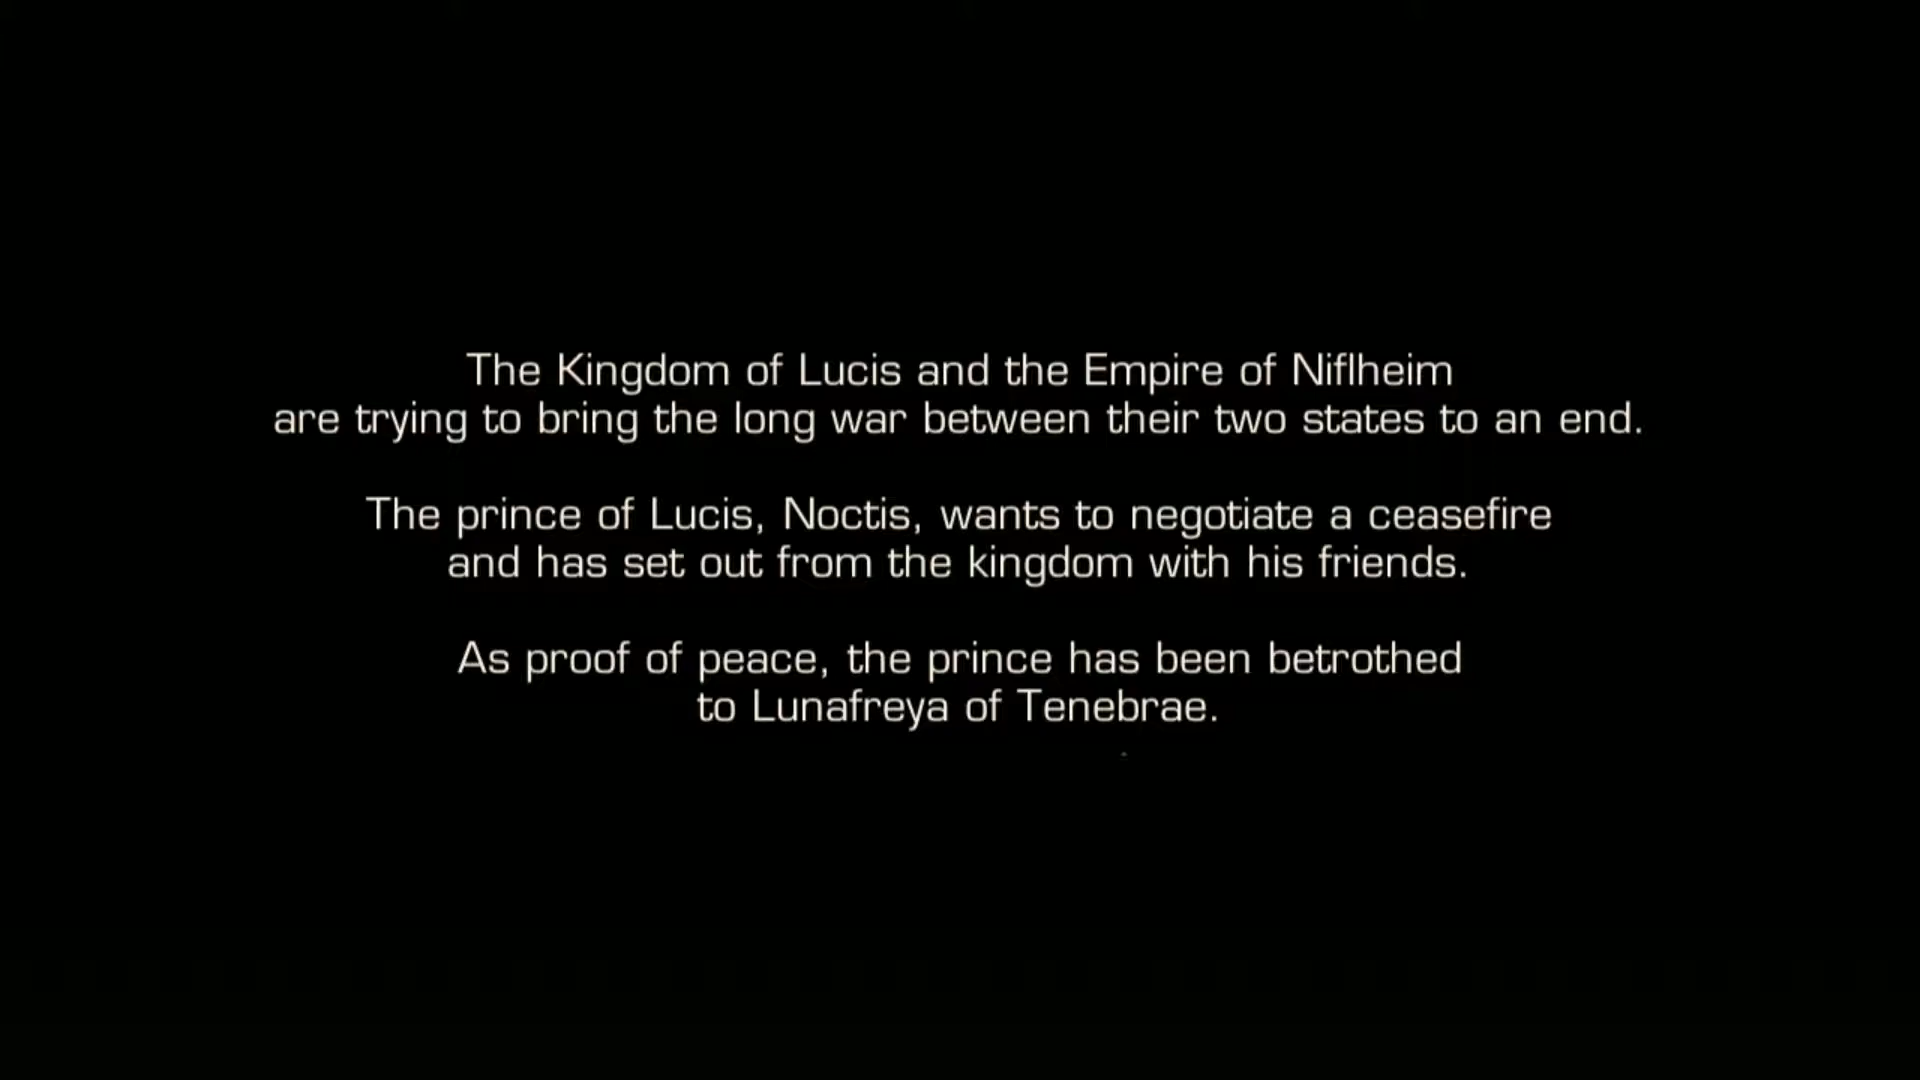 The Kingdom of Lucis and the Empire of Niflheim
are trying to bring the long war between their two states to an end.
The prince of Lucis, Noctis, wants to negotiate a ceasefire
and has set out from the kingdom with his friends.
As proof of peace, the prince has been betrothed
to Lunafreya of Tenebrae.